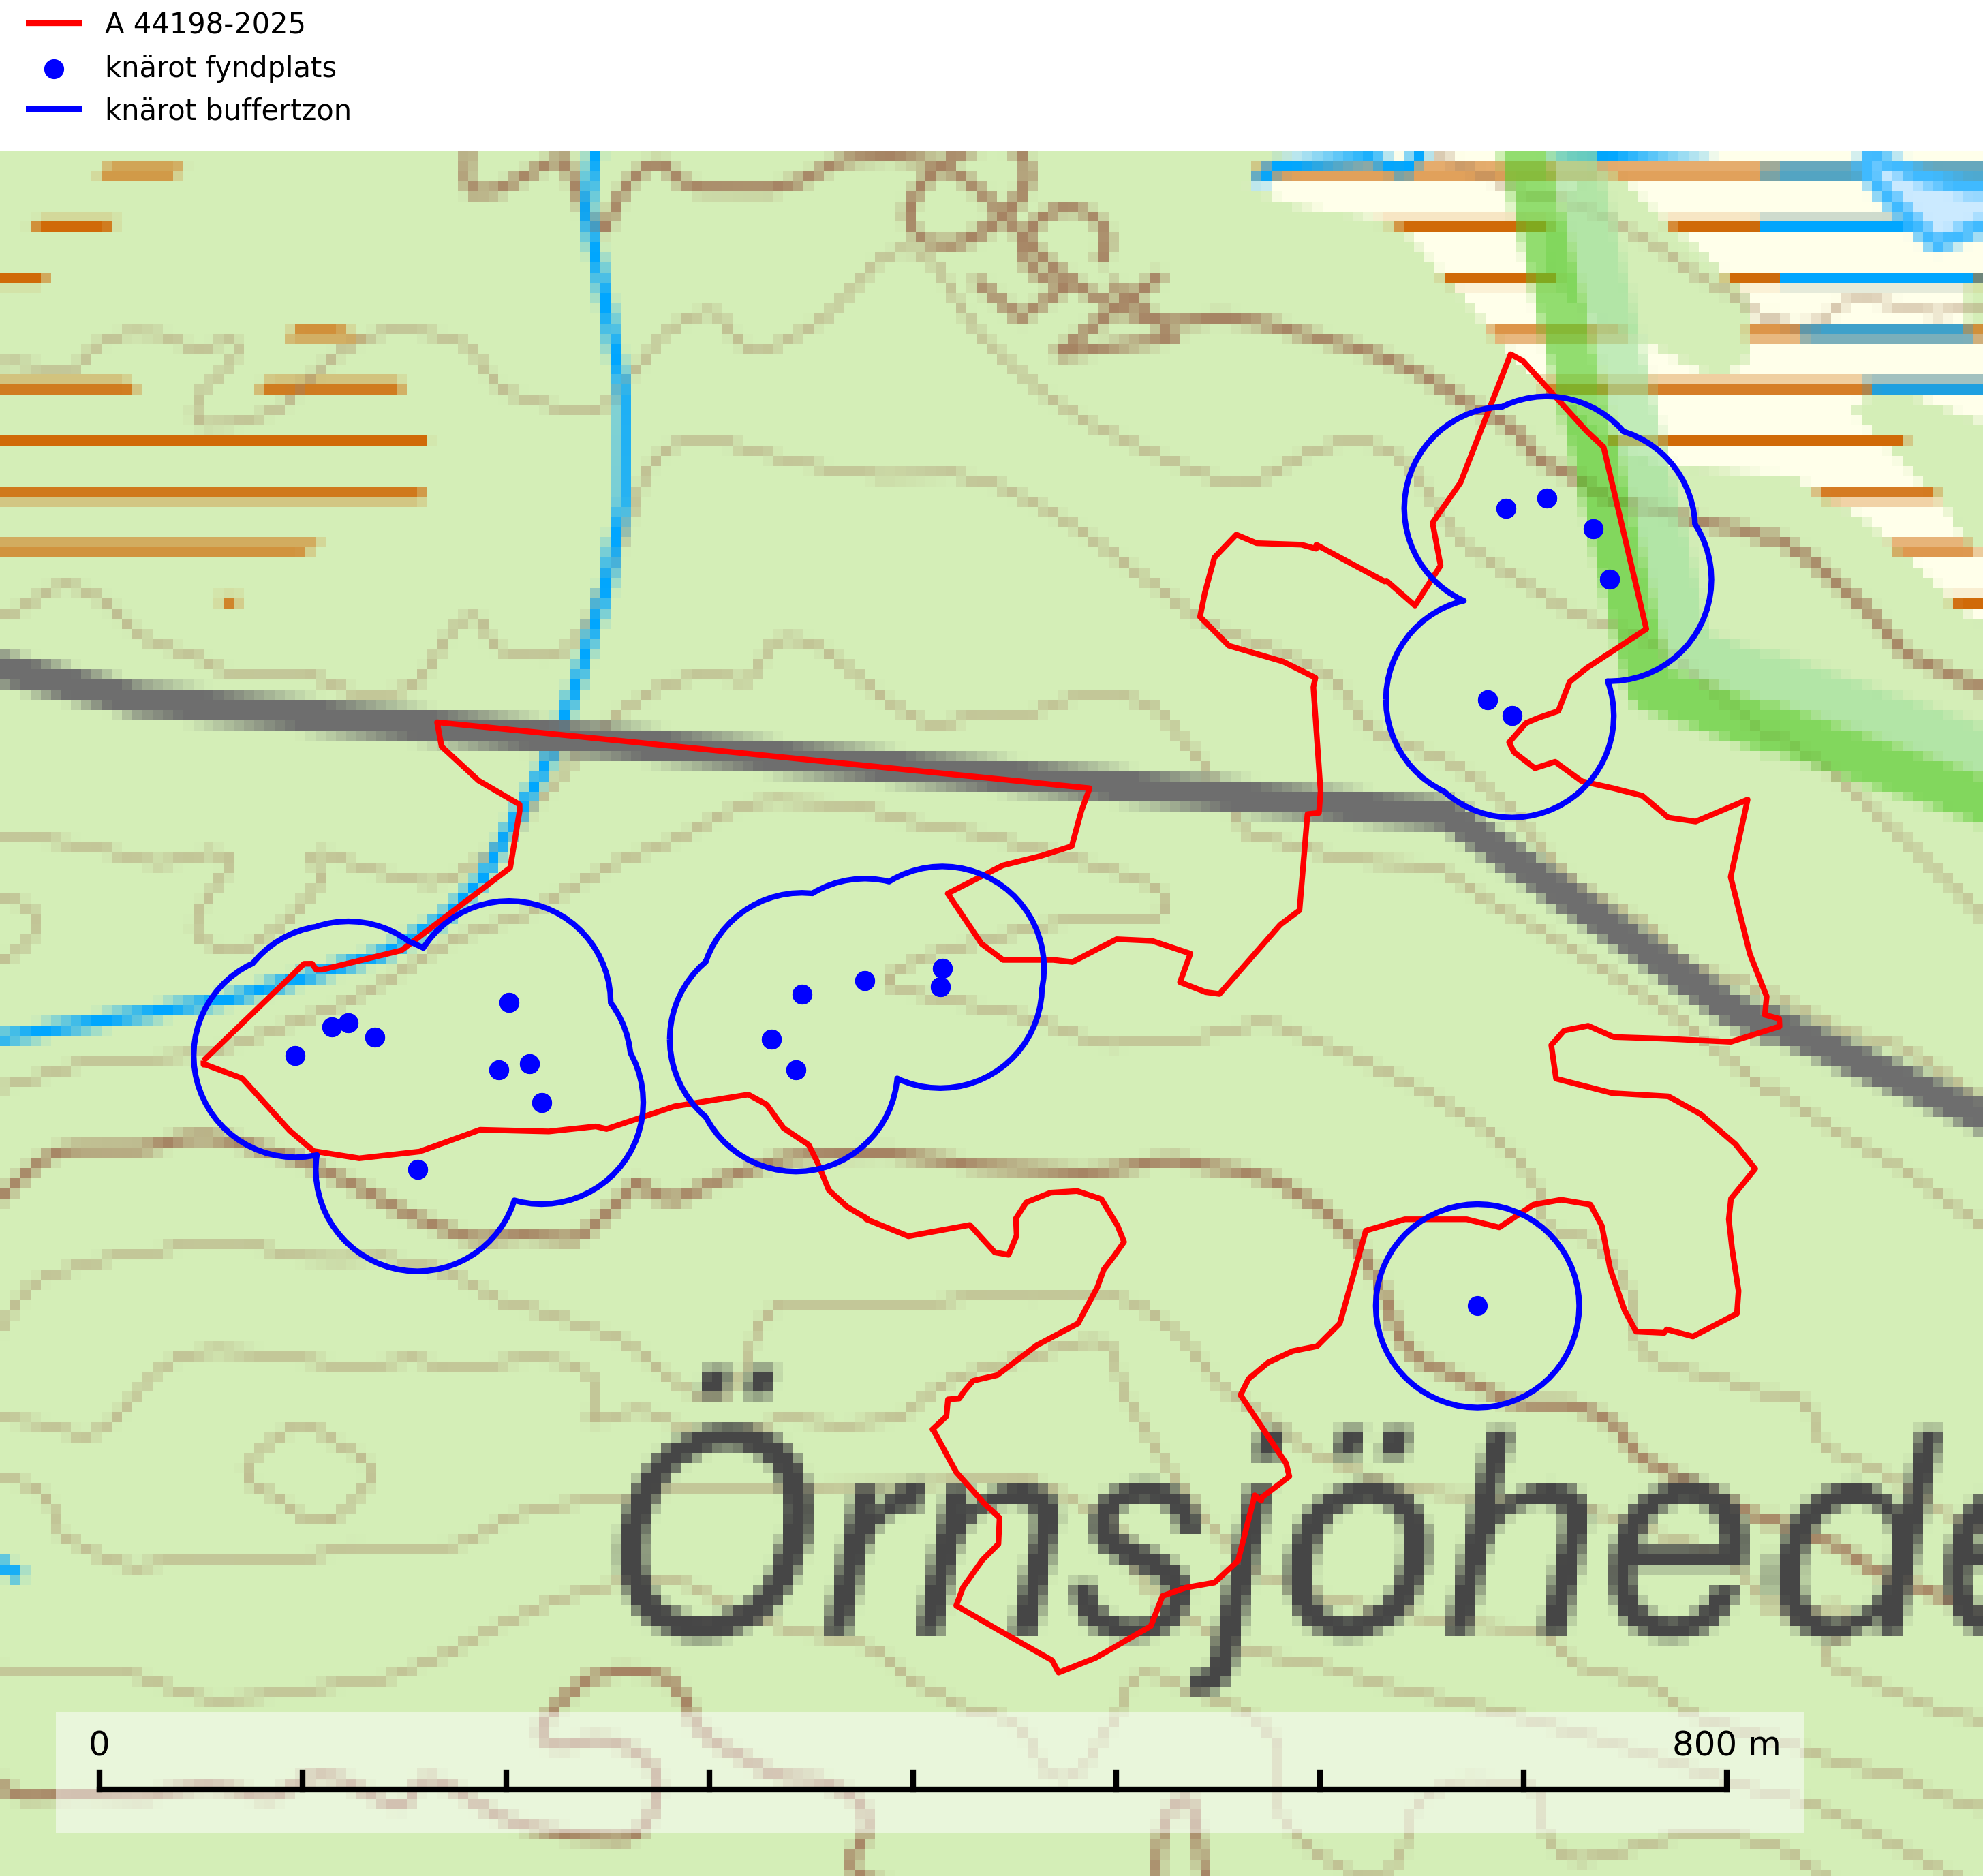 A 44198-2025
knärot fyndplats
knärot buffertzon
Örnsjöhede
0 800 m